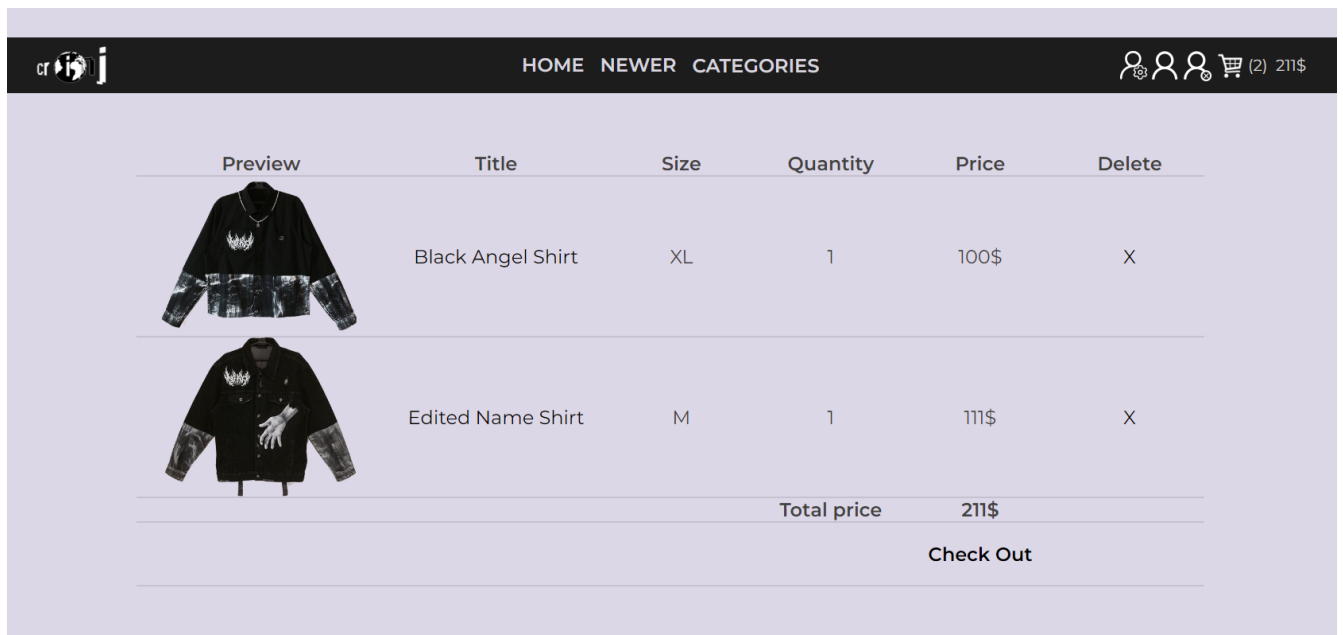 HOME NEWER CATEGORIES (2) 211$
Preview Title Size Quantity Price Delete
Black Angel Shirt XL 1 100$ X
Edited Name Shirt M 1 111$ X
Total price 211$
Check Out